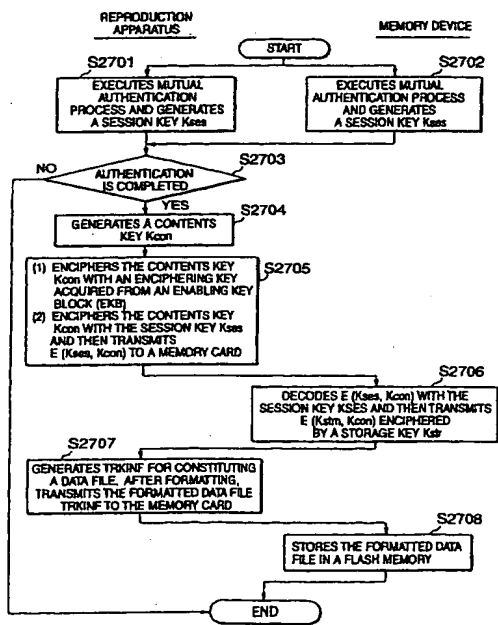 REPRODUCTION
APPARATUS
MEMORY DEVICE
START
S2701
S2702
EXECUTES MUTUAL
AUTHENTICATION
PROCESS AND GENERATES
A SESSION KEY Kses
EXECUTES MUTUAL
AUTHENTICATION PROCESS
AND GENERATES
A SESSION KEY Kses
S2703
NO
AUTHENTICATION
IS COMPLETED
YES
S2704
GENERATES A CONTENTS
KEY Kcon
S2705
(1) ENCIPHERS THE CONTENTS KEY
Kcon WITH AN ENCIPHERING KEY
ACQUIRED FROM AN ENABLING KEY
BLOCK (EKB)
(2) ENCIPHERS THE CONTENTS KEY
Kcon WITH THE SESSION KEY Kses
AND THEN TRANSMITS
E (Kses, Kcon) TO A MEMORY CARD
S2706
DECODES E (Kses, Kcon) WITH THE
SESSION KEY KSES AND THEN TRANSMITS
E (Kstm, Kcon) ENCIPHERED
BY A STORAGE KEY Kstr
S2707
GENERATES TRKINF FOR CONSTITUTING
A DATA FILE, AFTER FORMATTING,
TRANSMITS THE FORMATTED DATA FILE
TRKINF TO THE MEMORY CARD
S2708
STORES THE FORMATTED DATA
FILE IN A FLASH MEMORY
END